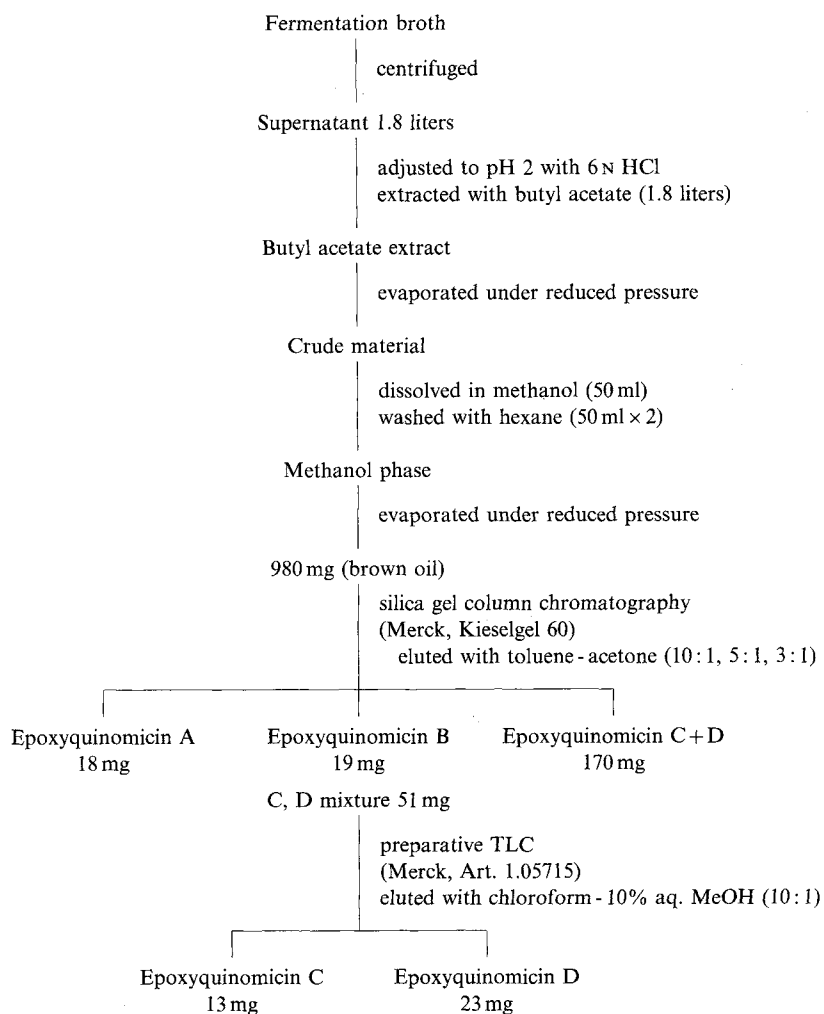 Fermentation broth
centrifuged
Supernatant 1.8 liters
adjusted to pH 2 with 6 N HCl
extracted with butyl acetate (1.8 liters)
Butyl acetate extract
evaporated under reduced pressure
Crude material
dissolved in methanol (50 ml)
washed with hexane (50 ml × 2)
Methanol phase
evaporated under reduced pressure
980 mg (brown oil)
silica gel column chromatography
(Merck, Kieselgel 60)
eluted with toluene - acetone (10 : 1, 5 : 1, 3 : 1)
Epoxyquinomicin A
18 mg
Epoxyquinomicin B
19 mg
Epoxyquinomicin C + D
170 mg
C, D mixture 51 mg
preparative TLC
(Merck, Art. 1.05715)
eluted with chloroform - 10% aq. MeOH (10 : 1)
Epoxyquinomicin C
13 mg
Epoxyquinomicin D
23 mg